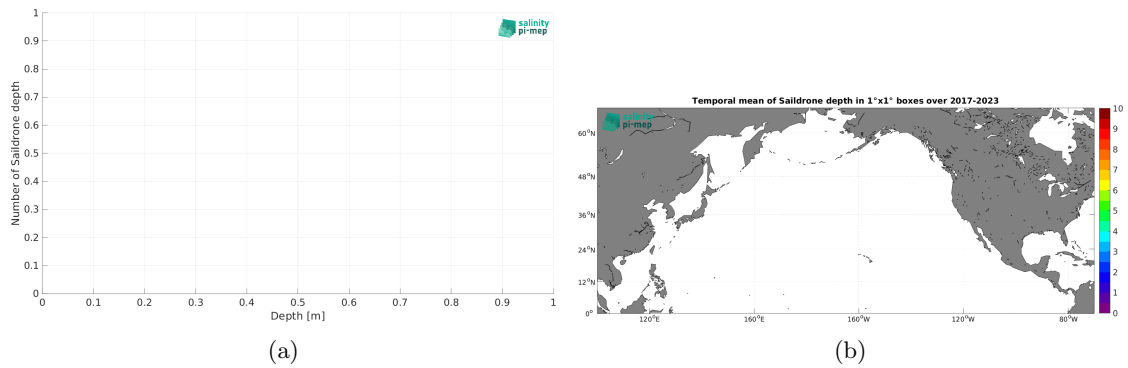 1
0.9
0.8
0.7
0.6
0.5
0.4
0.3
0.2
0.1
0
Number of Saildrone depth
salinity
pi-mep
0 0.1 0.2 0.3 0.4 0.5 0.6 0.7 0.8 0.9 1
Depth [m]
(a)
Temporal mean of Saildrone depth in 1°x1° boxes over 2017-2023
salinity
pi-mep
60°N
48°N
36°N
24°N
12°N
0°
120°E 160°E 160°W 120°W 80°W
10
9
8
7
6
5
4
3
2
1
0
(b)